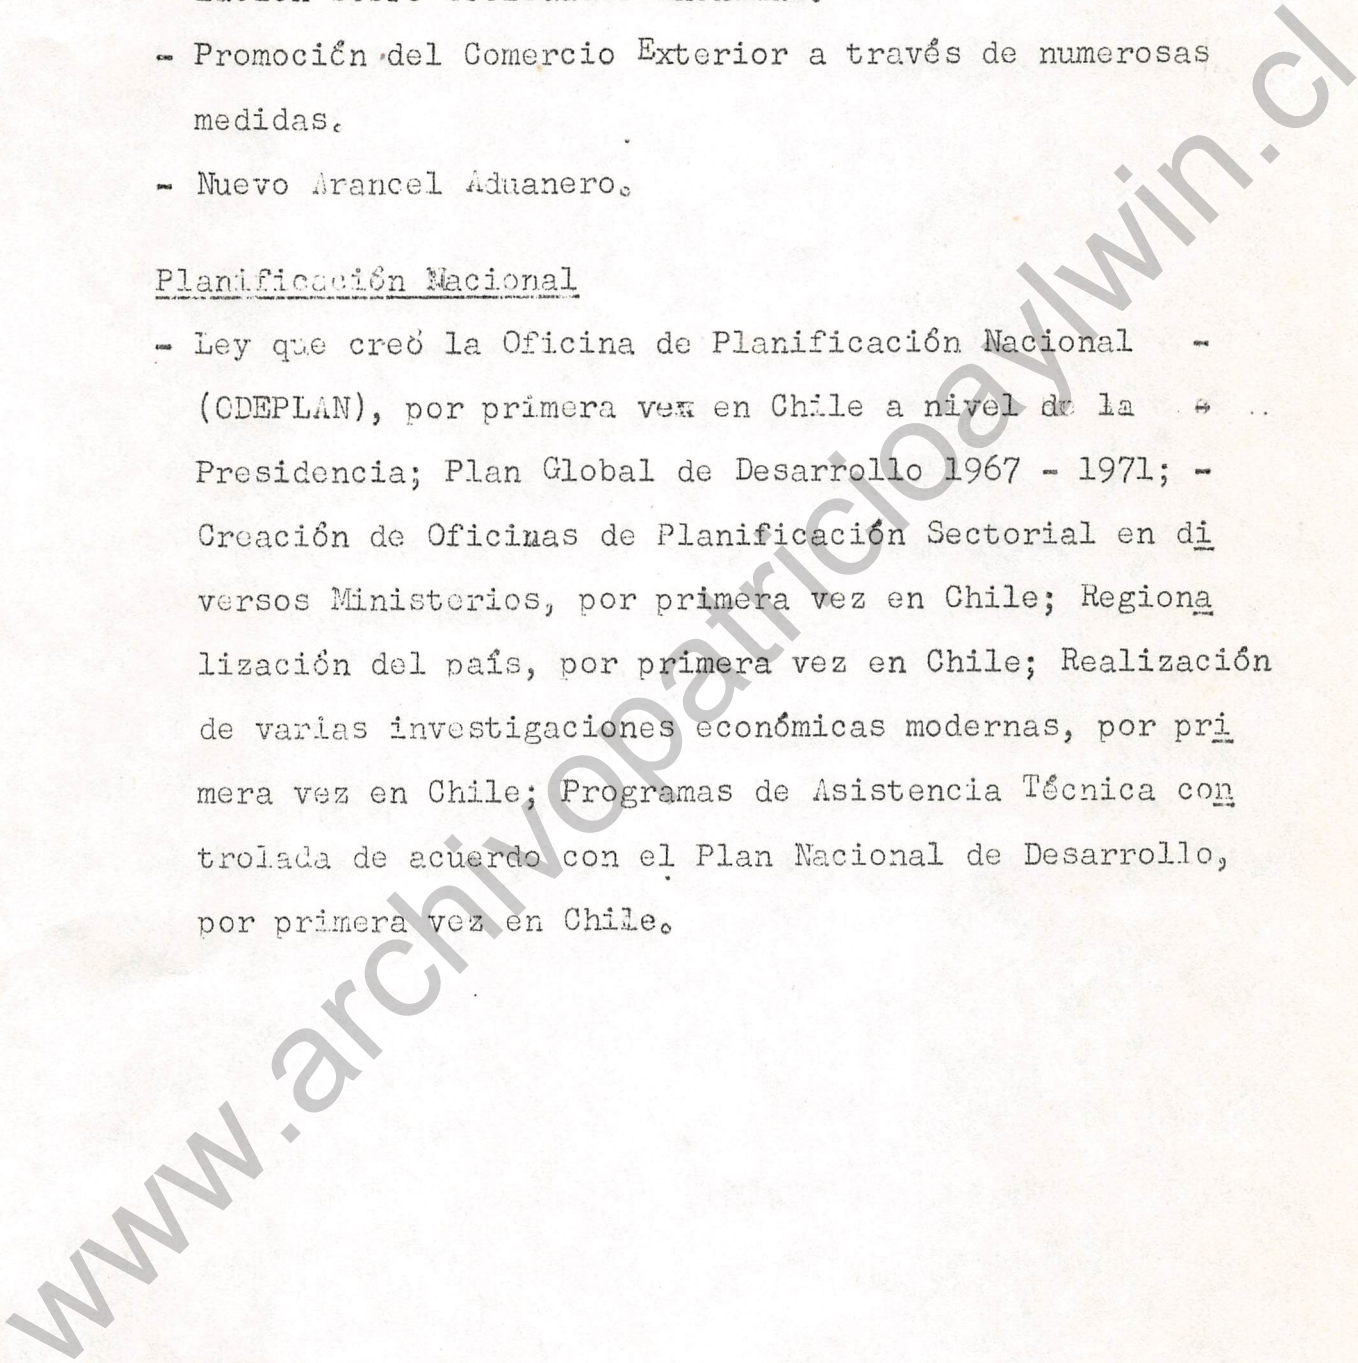 - Promoción del Comercio Exterior a través de numerosas
medidas.
- Nuevo Arancel Aduanero.
Planificación Nacional
- Ley que creó la Oficina de Planificación Nacional -
(ODEPLAN), por primera vez en Chile a nivel de la -
Presidencia; Plan Global de Desarrollo 1967 - 1971; -
Creación de Oficinas de Planificación Sectorial en di
versos Ministerios, por primera vez en Chile; Regiona
lización del país, por primera vez en Chile; Realización
de varias investigaciones económicas modernas, por pri
mera vez en Chile; Programas de Asistencia Técnica con
trolada de acuerdo con el Plan Nacional de Desarrollo,
por primera vez en Chile.
www.archivopatricioaylwin.cl